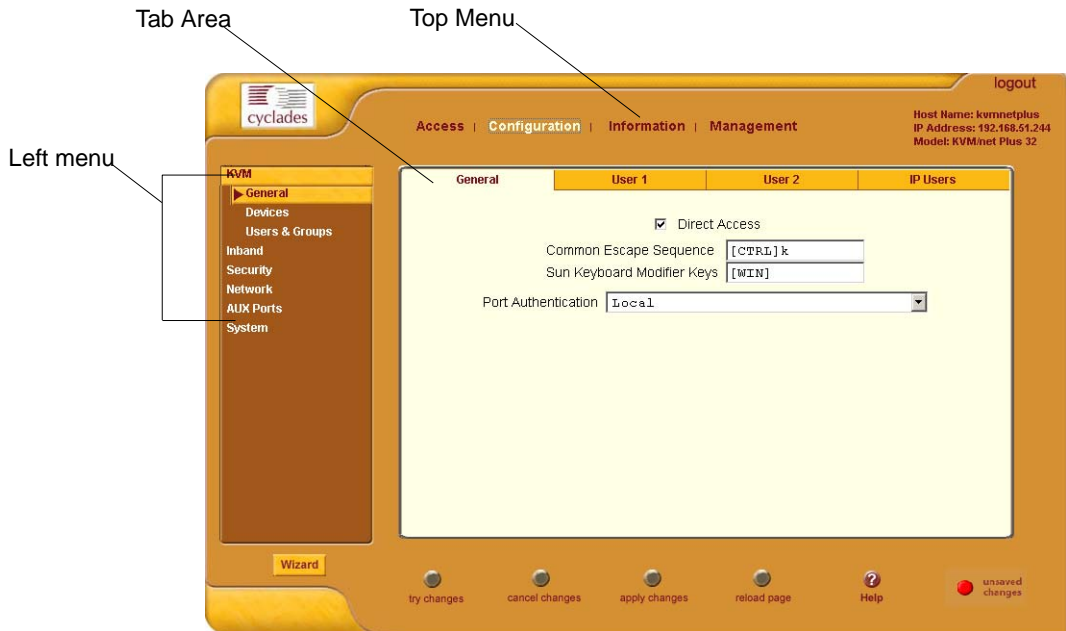 Tab Area
Top Menu
Left menu
cyclades
logout
Access | Configuration | Information | Management
Host Name: kvmnetplus
IP Address: 192.168.51.244
Model: KVM/net Plus 32
KVM
General
Devices
Users & Groups
Inband
Security
Network
AUX Ports
System
General
User 1
User 2
IP Users
Direct Access
Common Escape Sequence [CTRL]k
Sun Keyboard Modifier Keys [WIN]
Port Authentication Local
Wizard
try changes
cancel changes
apply changes
reload page
?
Help
unsaved
changes